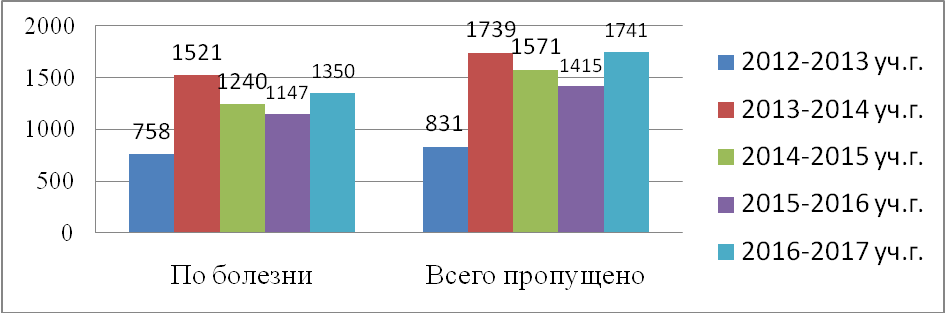 2000
1500
1000
500
0
758
1521
1240
1147
1350
831
1739
1571
1415
1741
По болезни
Всего пропущено
2012-2013 уч.г.
2013-2014 уч.г.
2014-2015 уч.г.
2015-2016 уч.г.
2016-2017 уч.г.